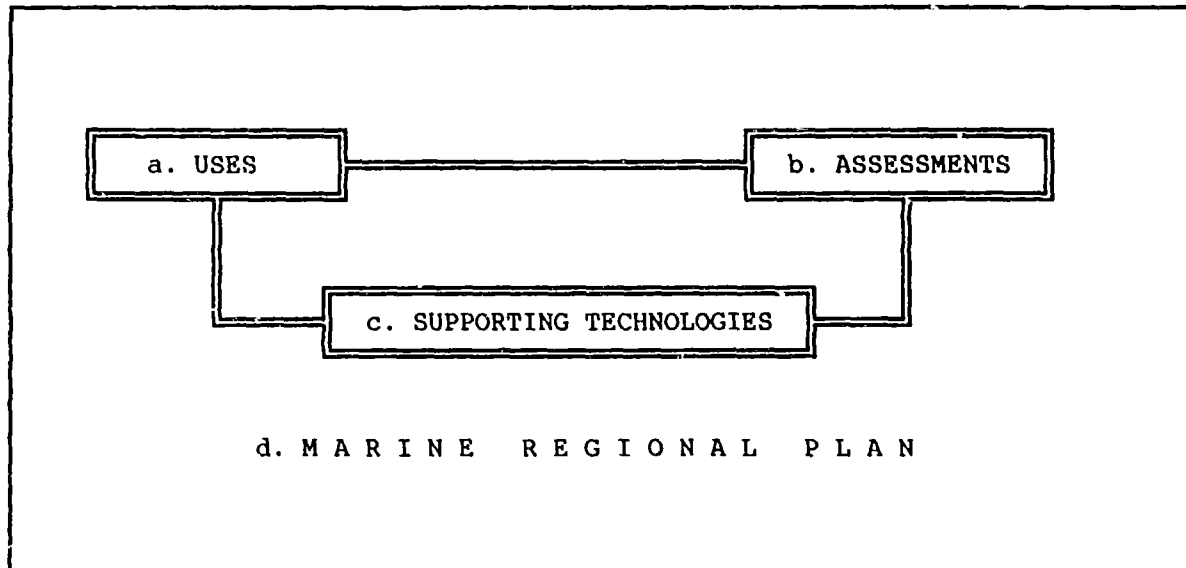 a. USES
b. ASSESSMENTS
c. SUPPORTING TECHNOLOGIES
d. MARINE REGIONAL PLAN